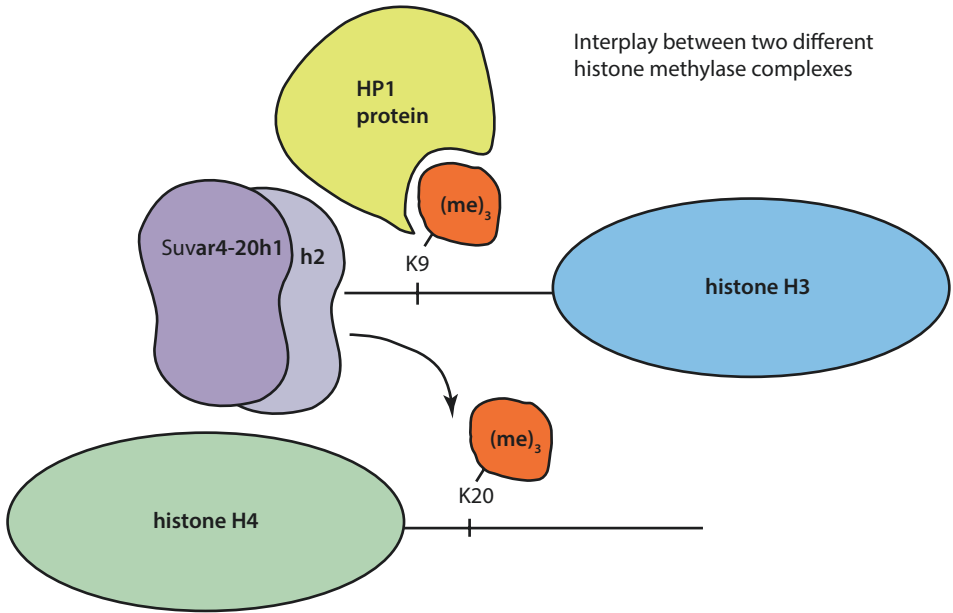 Interplay between two different
histone methylase complexes
HP1
protein
(me)3
K9
Suvar4-20h1
h2
histone H3
(me)3
K20
histone H4